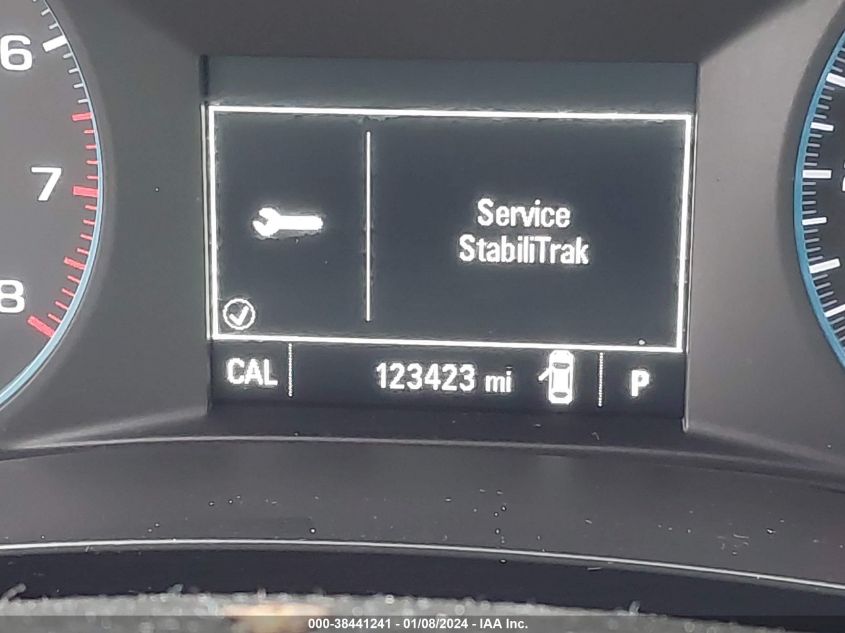 6
7
8
Service
StabiliTrak
CAL 123423 mi P
000-38441241 - 01/08/2024 - IAA Inc.